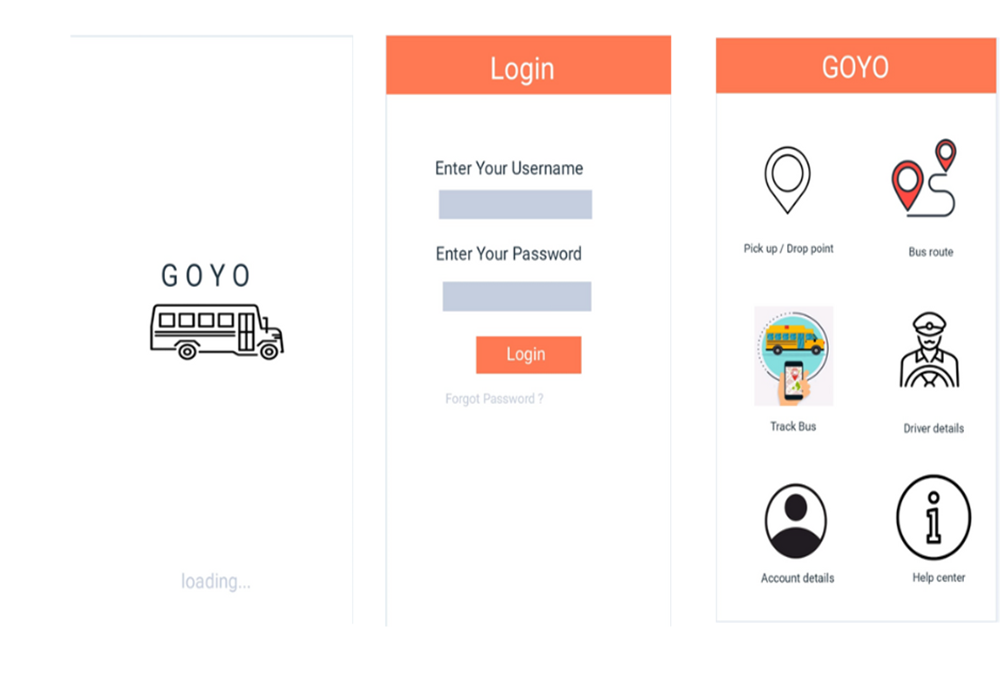 GOYO
loading...
Login
Enter Your Username
Enter Your Password
Login
Forgot Password ?
GOYO
Pick up / Drop point
Bus route
Track Bus
Driver details
Account details
Help center